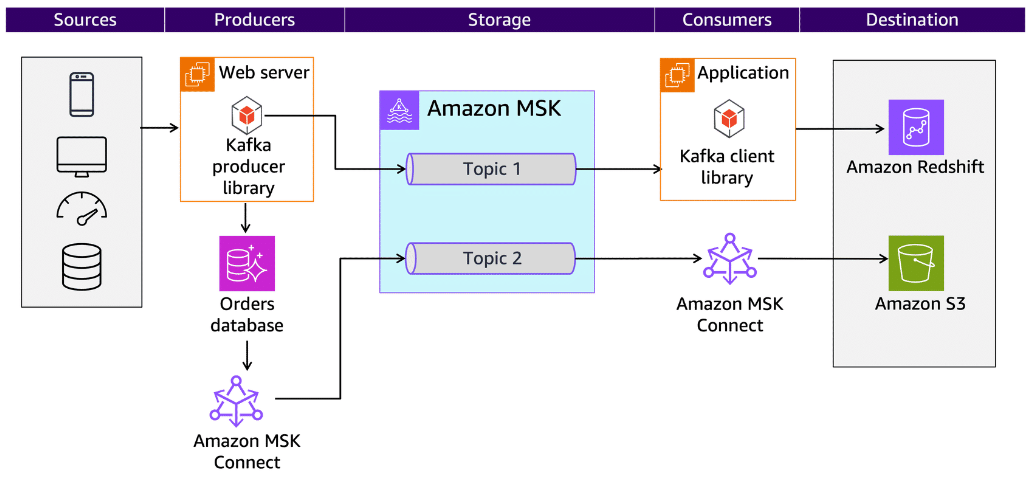 Sources
Producers
Storage
Consumers
Destination
Web server
Kafka
producer
library
Orders
database
Amazon MSK
Connect
Amazon MSK
Topic 1
Topic 2
Application
Kafka client
library
Amazon MSK
Connect
Amazon Redshift
Amazon S3